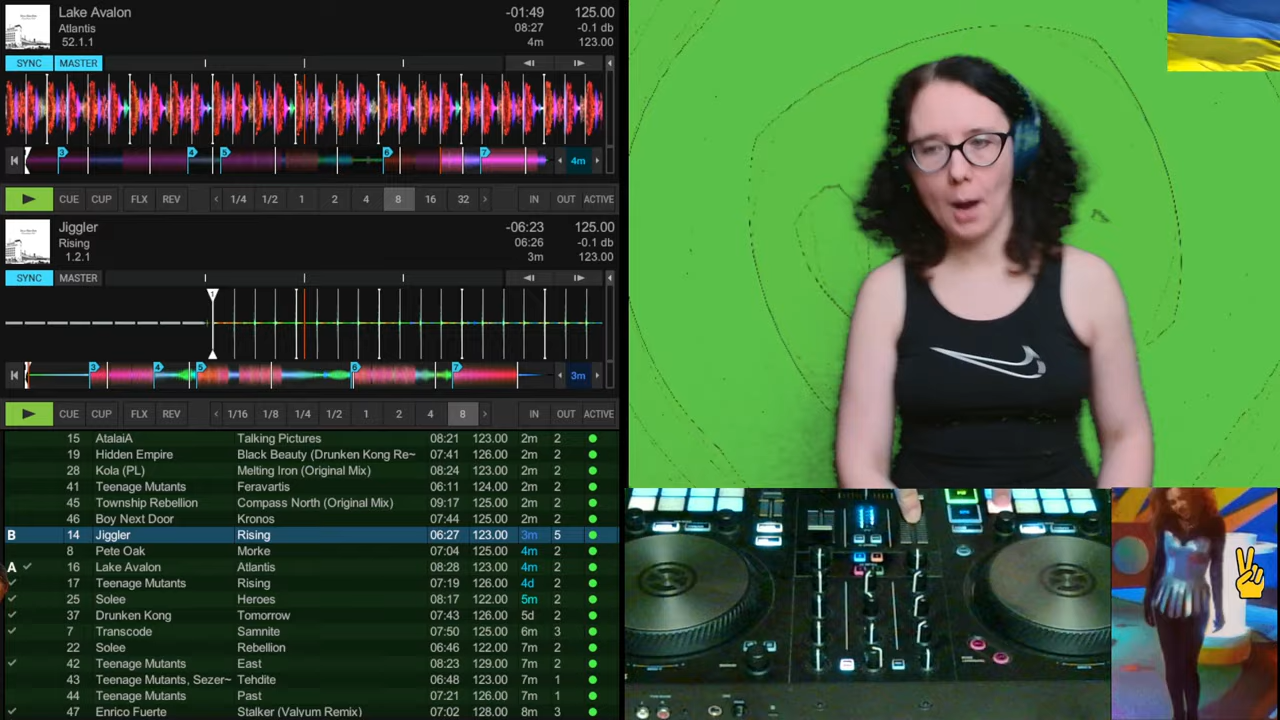 Lake Avalon -01:49 125.00
Atlantis 08:27 -0.1 db
52.1.1 4m 123.00
SYNC MASTER
3 4 5 6 7 4m
CUE CUP FLX REV 1/4 1/2 1 2 4 8 16 32 IN OUT ACTIVE
Jiggler -06:23 125.00
Rising 06:26 -0.1 db
1.2.1 3m 123.00
SYNC MASTER
1
3 4 5 6 7 3m
CUE CUP FLX REV 1/16 1/8 1/4 1/2 1 2 4 8 IN OUT ACTIVE
15 AtalaiA Talking Pictures 08:21 123.00 2m 2
19 Hidden Empire Black Beauty (Drunken Kong Re~ 07:41 126.00 2m 2
28 Kola (PL) Melting Iron (Original Mix) 08:24 123.00 2m 2
41 Teenage Mutants Feravartis 06:11 124.00 2m 2
45 Township Rebellion Compass North (Original Mix) 09:17 125.00 2m 2
46 Boy Next Door Kronos 07:44 125.00 2m 2
B 14 Jiggler Rising 06:27 123.00 3m 5
8 Pete Oak Morke 07:04 125.00 4m 2
A 16 Lake Avalon Atlantis 08:28 123.00 4m 2
17 Teenage Mutants Rising 07:19 126.00 4d 2
25 Solee Heroes 08:17 122.00 5m 2
37 Drunken Kong Tomorrow 07:43 126.00 5d 2
7 Transcode Samnite 07:50 125.00 6m 3
22 Solee Rebellion 06:46 122.00 7m 2
42 Teenage Mutants East 08:23 129.00 7m 2
43 Teenage Mutants, Sezer~ Tehdite 06:48 123.00 7m 1
44 Teenage Mutants Past 07:21 126.00 7m 1
47 Enrico Fuerte Stalker (Valyum Remix) 07:02 128.00 8m 3